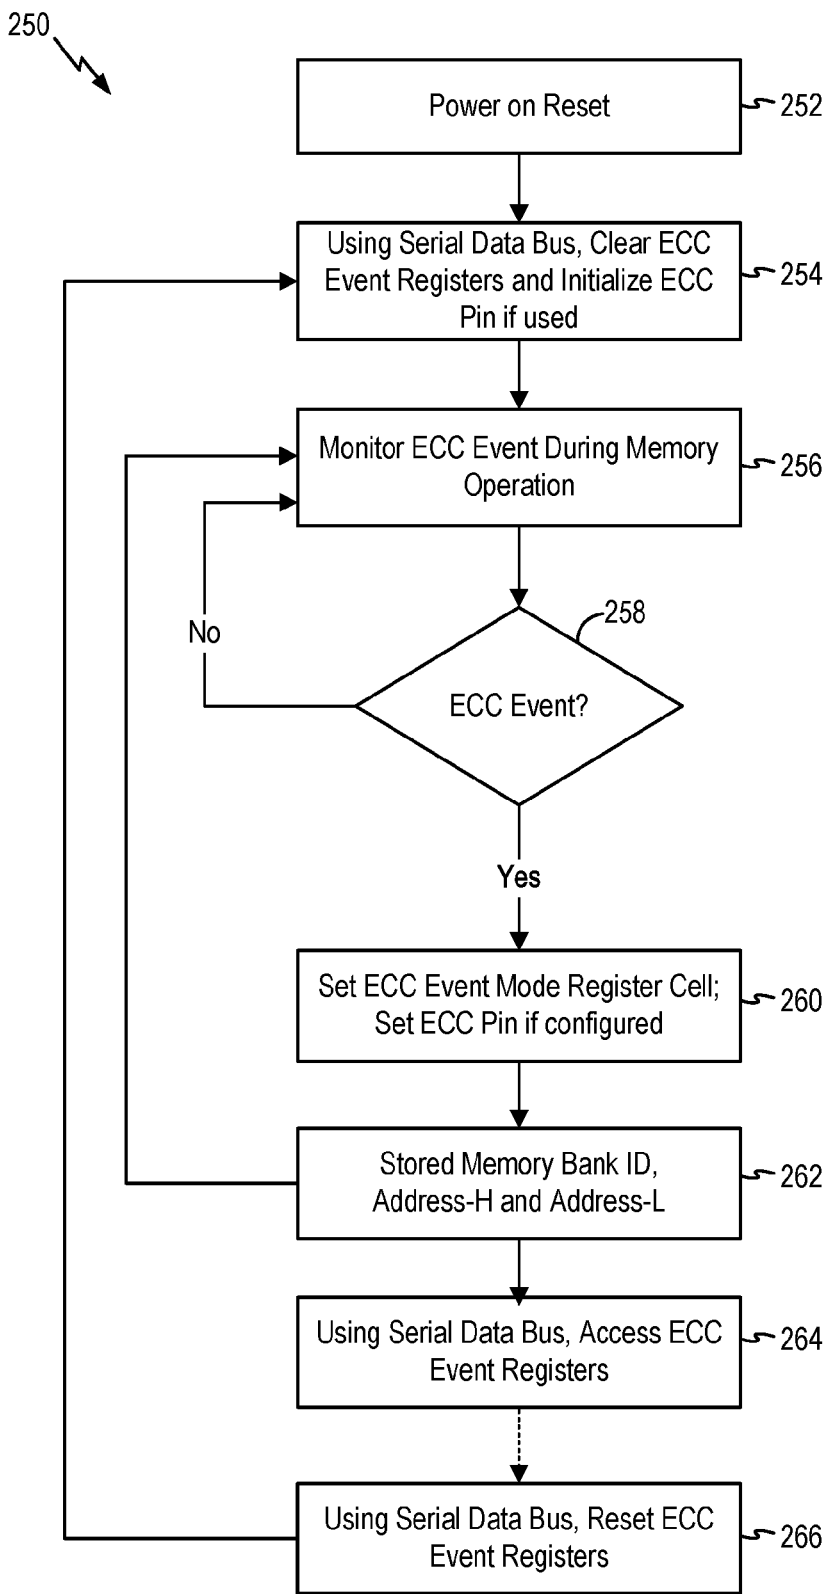 250
Power on Reset
252
Using Serial Data Bus, Clear ECC
Event Registers and Initialize ECC
Pin if used
254
Monitor ECC Event During Memory
Operation
256
258
No
ECC Event?
Yes
Set ECC Event Mode Register Cell;
Set ECC Pin if configured
260
Stored Memory Bank ID,
Address-H and Address-L
262
Using Serial Data Bus, Access ECC
Event Registers
264
Using Serial Data Bus, Reset ECC
Event Registers
266